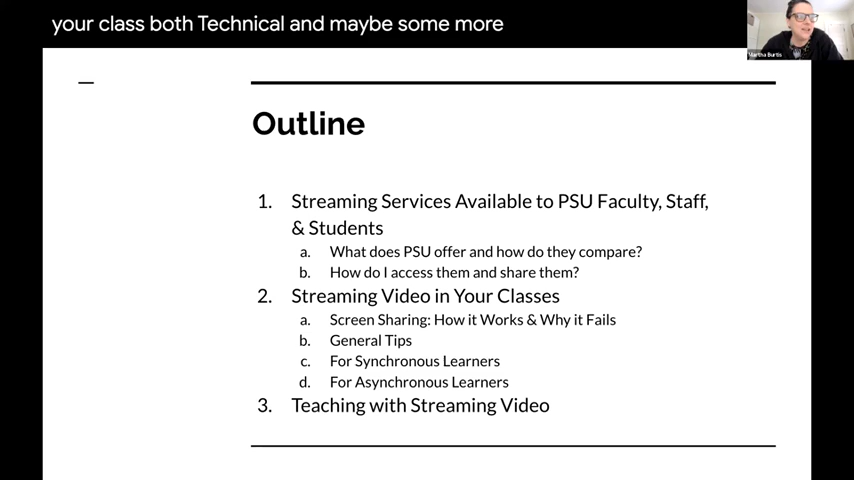 your class both Technical and maybe some more
Martha Burtis
Outline
1. Streaming Services Available to PSU Faculty, Staff,
& Students
a. What does PSU offer and how do they compare?
b. How do I access them and share them?
2. Streaming Video in Your Classes
a. Screen Sharing: How it Works & Why it Fails
b. General Tips
c. For Synchronous Learners
d. For Asynchronous Learners
3. Teaching with Streaming Video